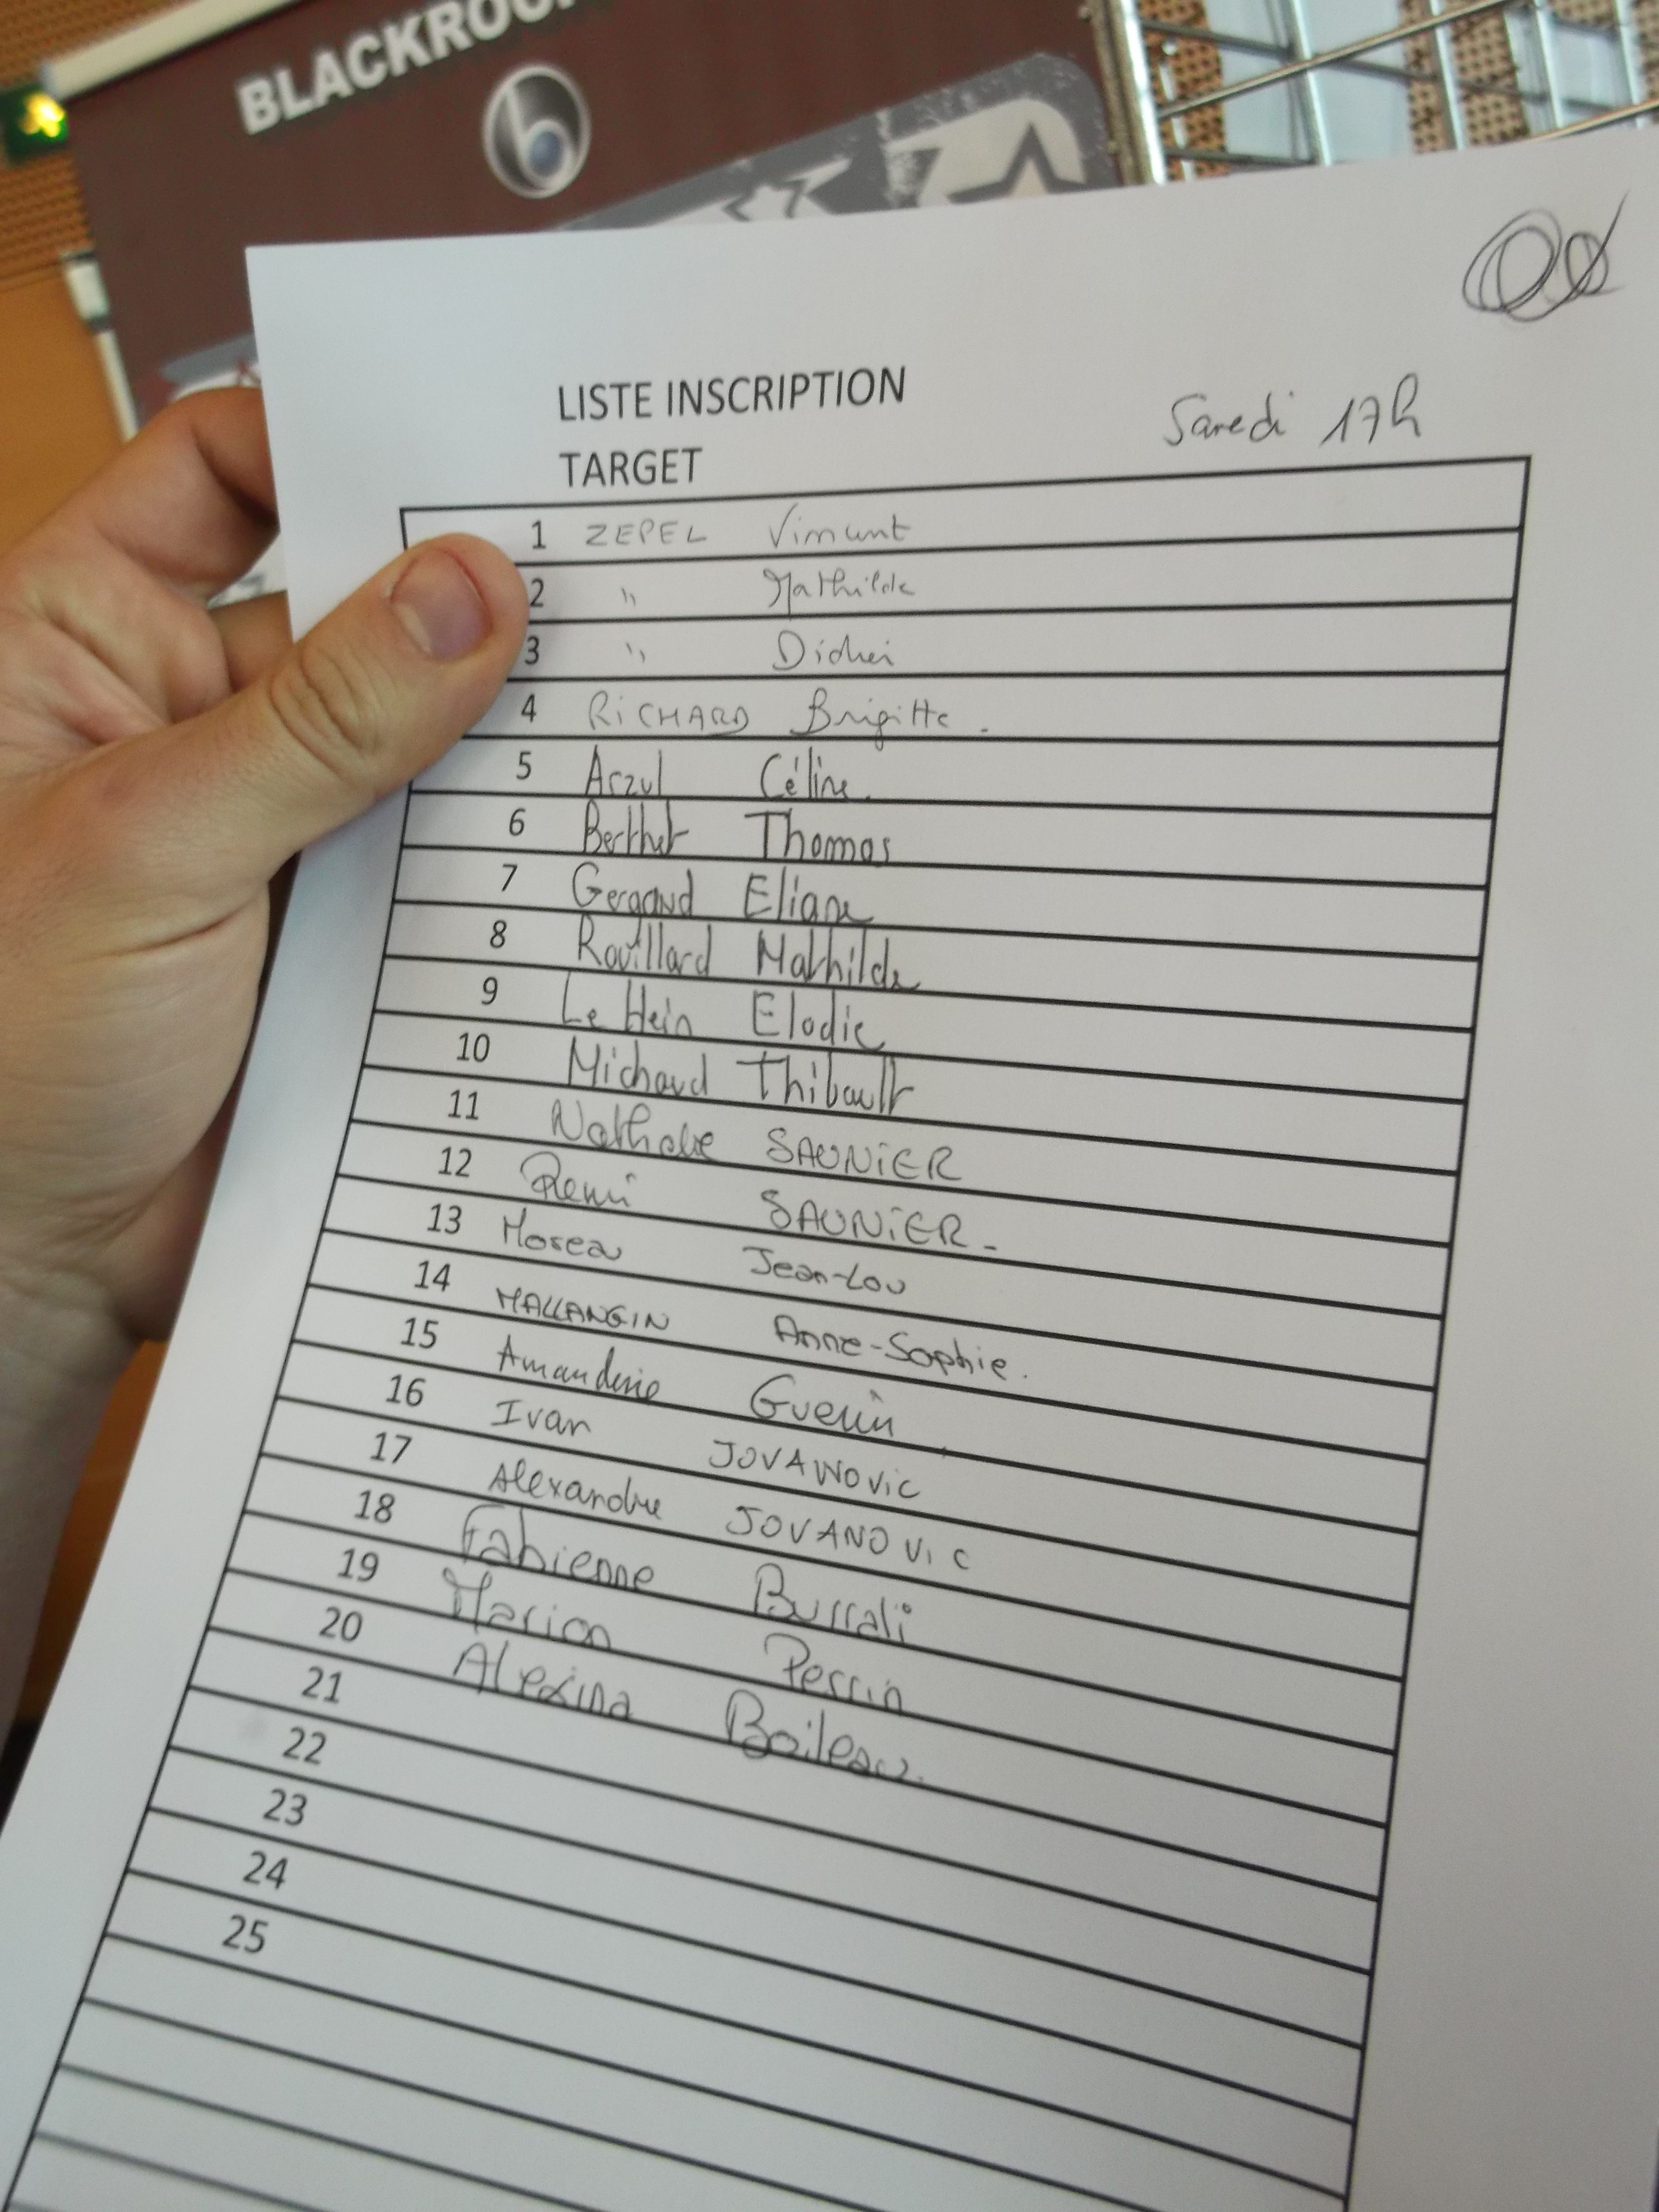 BLACKROO
LISTE INSCRIPTION
Samedi 17h
TARGET
1 ZEPEL Vincent
2 " Mathilde
3 " Didier
4 RiCHARD Brigitte.
5 Arzul Céline.
6 Berthet Thomas
7 Gergaud Eliane
8 Rouillard Mathilde
9 Le Hein Elodie
10 Michaud Thibault
11 Nathalie SAUNiER
12 Remi SAUNiER.
13 Moreau Jean-Lou
14 MALLANGIN Anne-Sophie.
15 Amandine Guerin
16 Ivan JOVANOViC
17 Alexandre JOVANOViC
18 Fabienne Burrali
19 Marion Perrin
20 Alexina Boileau.
21
22
23
24
25